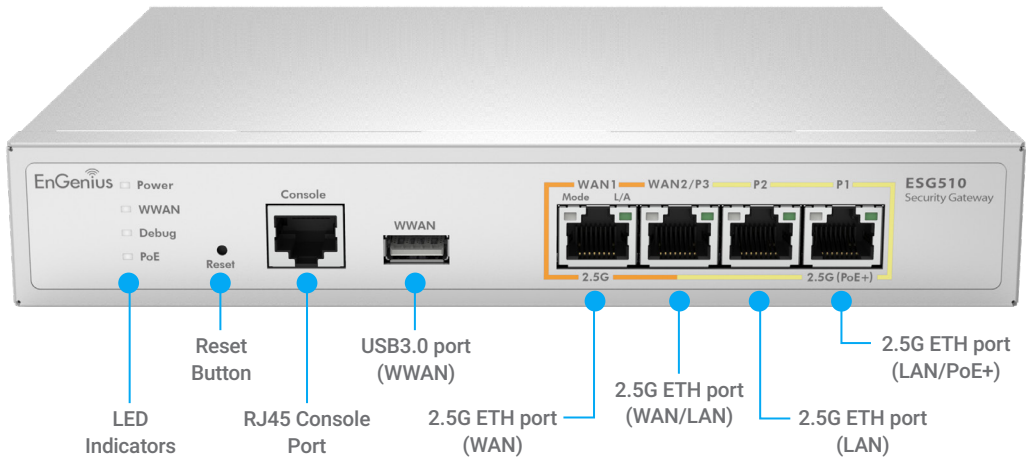 EnGenius
Power
WWAN
Debug
PoE
Reset
Console
WWAN
WAN1 WAN2/P3 P2 P1
Mode L/A
2.5G 2.5G (PoE+)
ESG510
Security Gateway
Reset
Button
USB3.0 port
(WWAN)
2.5G ETH port
(LAN/PoE+)
LED
Indicators
RJ45 Console
Port
2.5G ETH port
(WAN)
2.5G ETH port
(WAN/LAN)
2.5G ETH port
(LAN)